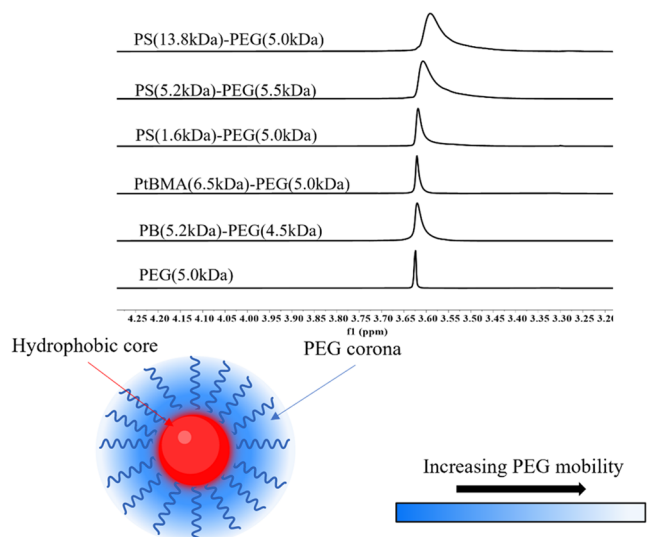 PS(13.8kDa)-PEG(5.0kDa)
PS(5.2kDa)-PEG(5.5kDa)
PS(1.6kDa)-PEG(5.0kDa)
PtBMA(6.5kDa)-PEG(5.0kDa)
PB(5.2kDa)-PEG(4.5kDa)
PEG(5.0kDa)
4.25 4.20 4.15 4.10 4.05 4.00 3.95 3.90 3.85 3.80 3.75 3.70 3.65 3.60 3.55 3.50 3.45 3.40 3.35 3.30 3.25 3.20
f1 (ppm)
Hydrophobic core
PEG corona
Increasing PEG mobility